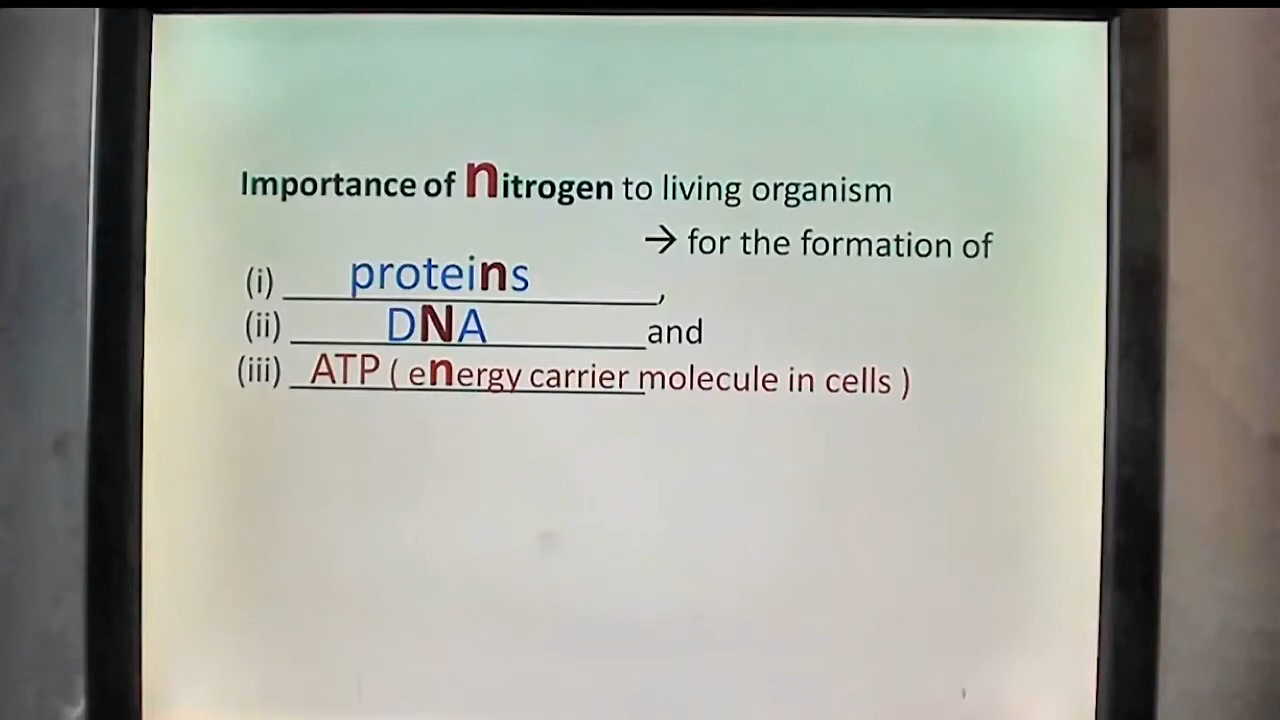 Importance of nitrogen to living organism
→ for the formation of
(i) proteins,
(ii) DNA and
(iii) ATP ( energy carrier molecule in cells )